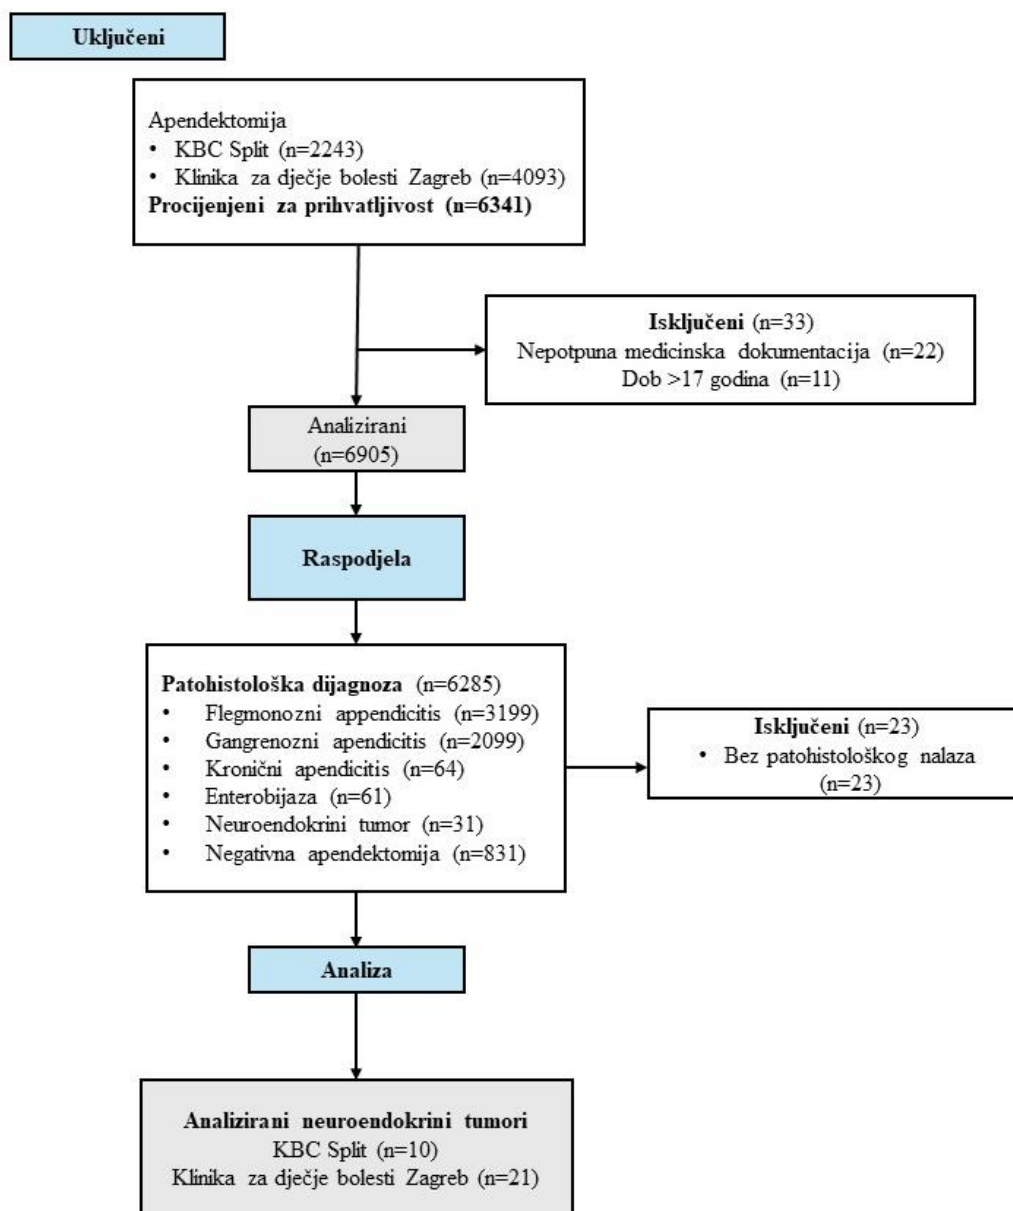 Uključeni
Apendektomija
• KBC Split (n=2243)
• Klinika za dječje bolesti Zagreb (n=4093)
Procijenjeni za prihvatljivost (n=6341)
Isključeni (n=33)
Nepotpuna medicinska dokumentacija (n=22)
Dob >17 godina (n=11)
Analizirani
(n=6905)
Raspodjela
Patohistološka dijagnoza (n=6285)
• Flegmonozni appendicitis (n=3199)
• Gangrenozni apendicitis (n=2099)
• Kronični apendicitis (n=64)
• Enterobijaza (n=61)
• Neuroendokrini tumor (n=31)
• Negativna apendektomija (n=831)
Isključeni (n=23)
• Bez patohistološkog nalaza
(n=23)
Analiza
Analizirani neuroendokrini tumori
KBC Split (n=10)
Klinika za dječje bolesti Zagreb (n=21)